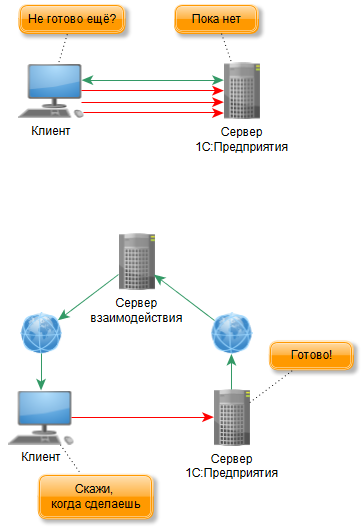 Не готово ещё?
Пока нет
Клиент
Сервер
1С:Предприятия
Сервер
взаимодействия
Готово!
Клиент
Сервер
1С:Предприятия
Скажи,
когда сделаешь